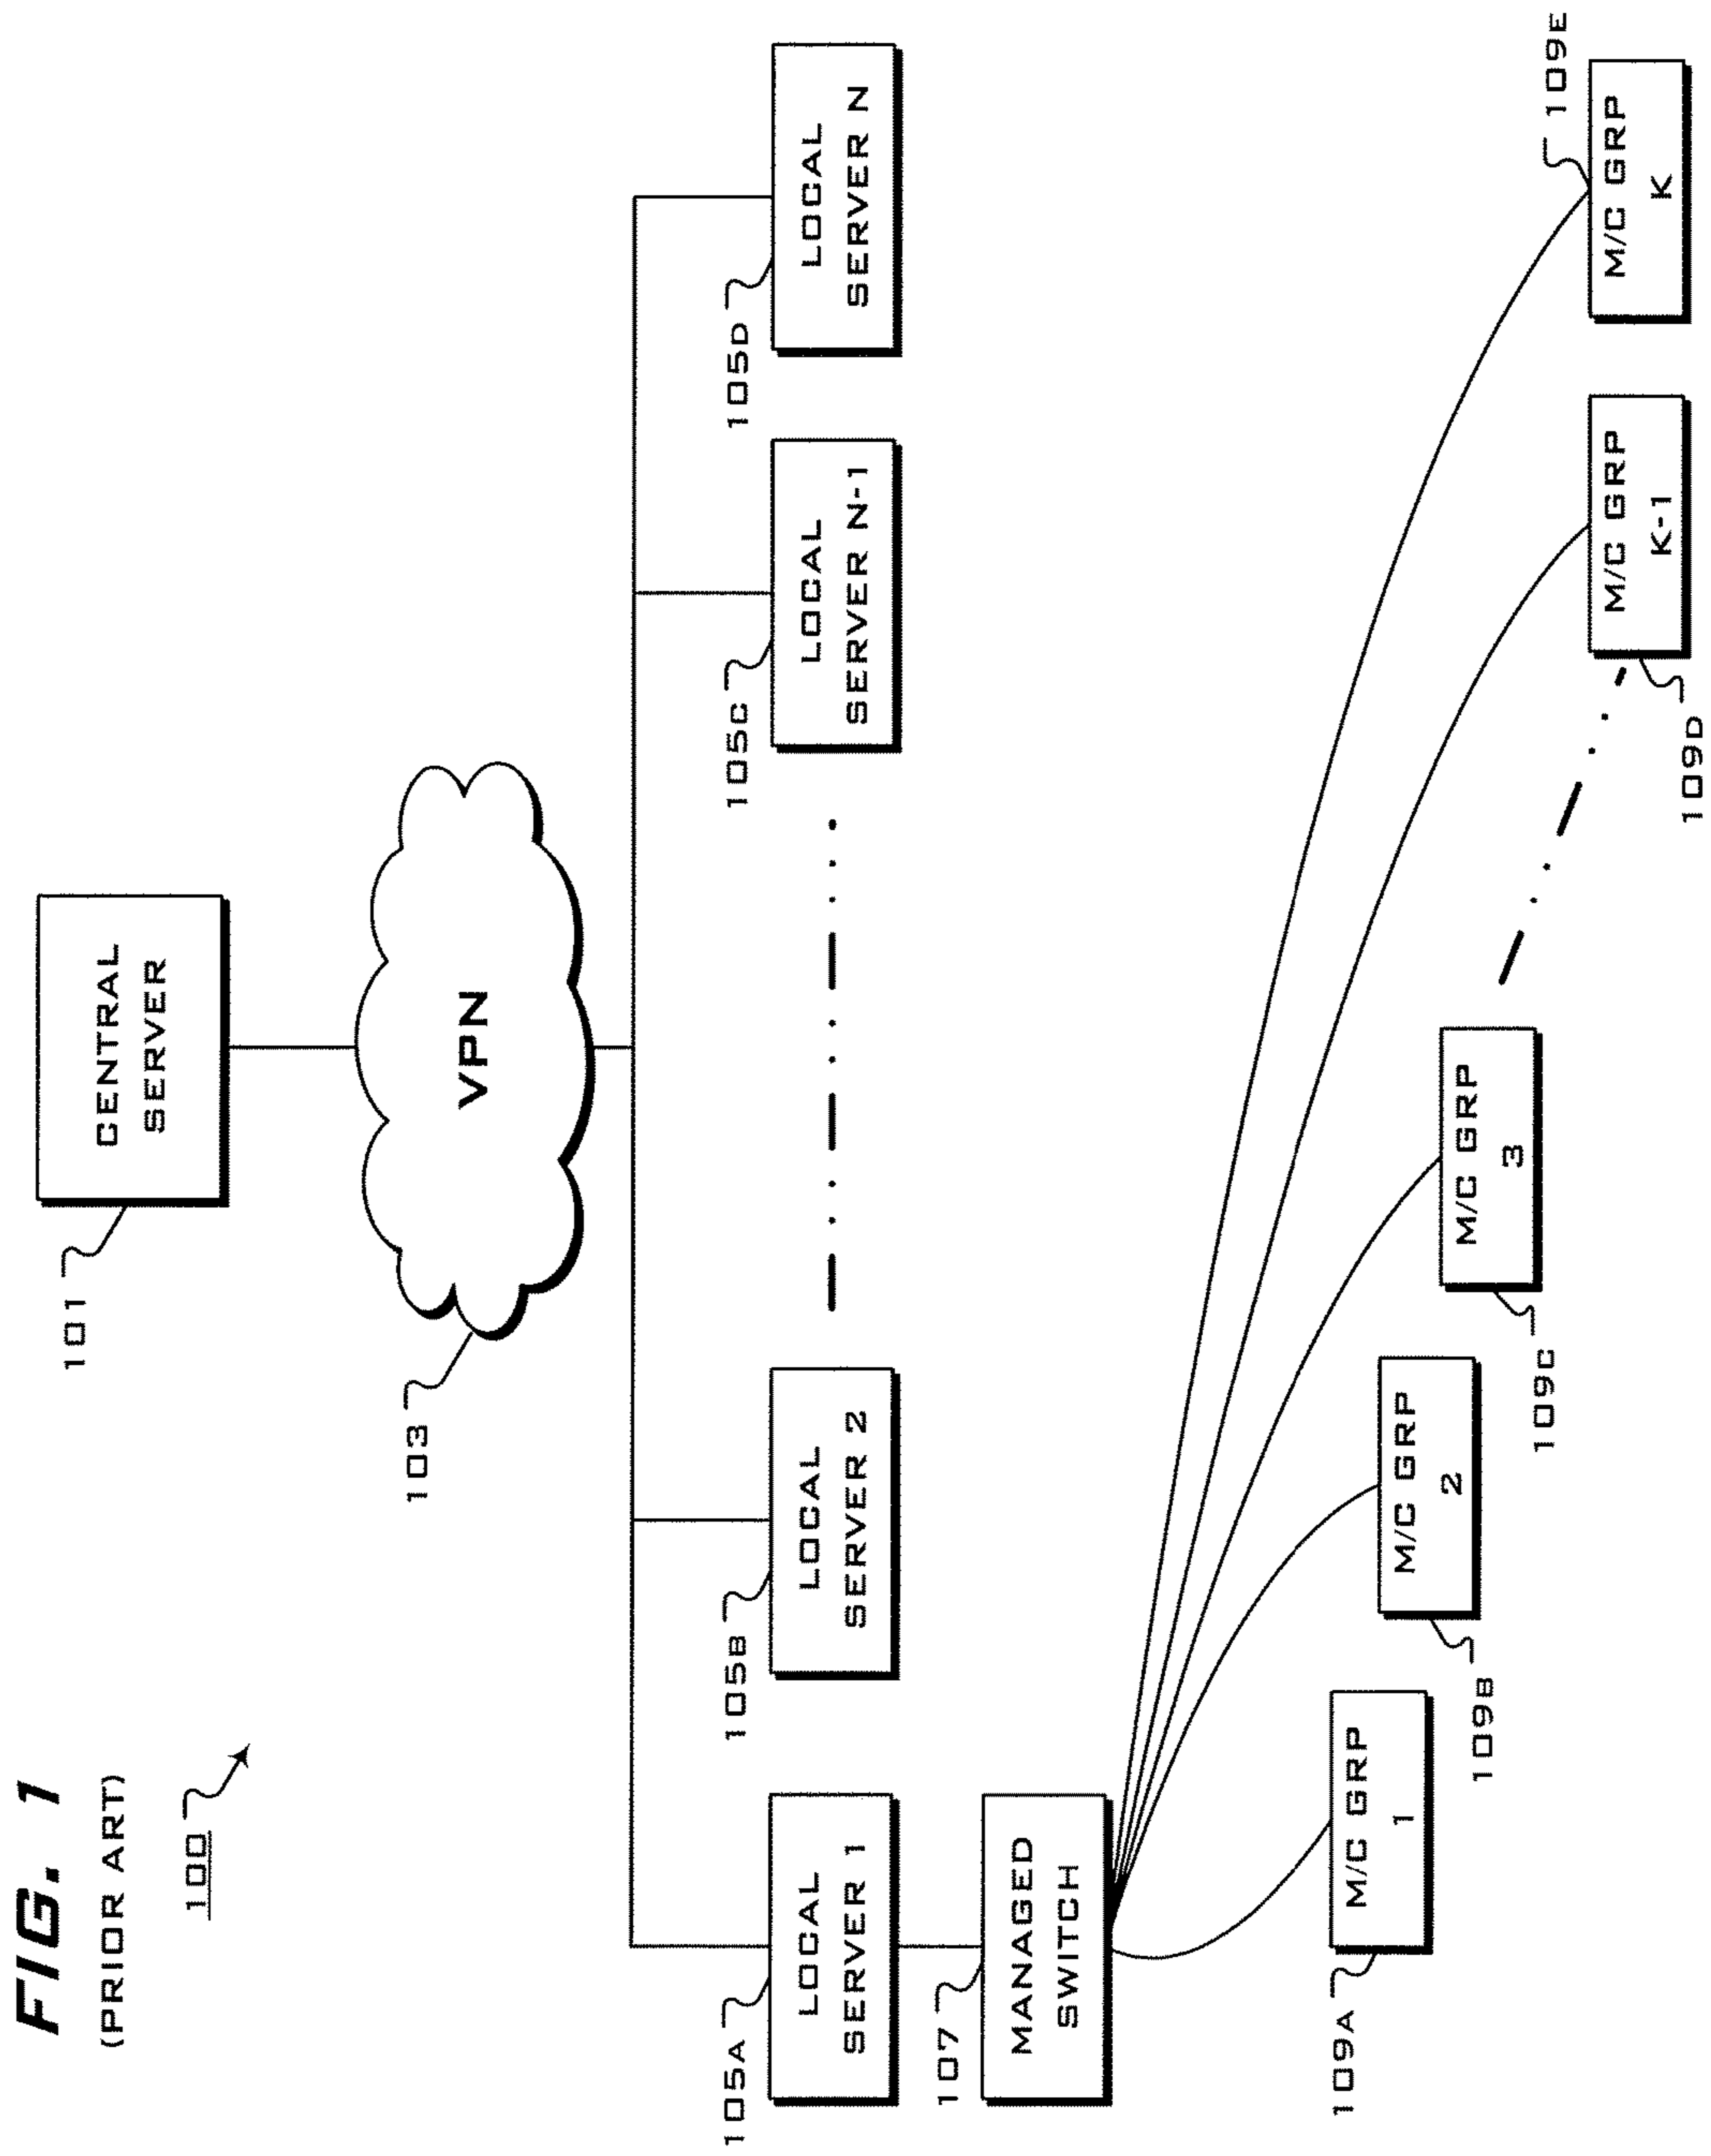 FIG. 1
(PRIOR ART)
100
CENTRAL
SERVER
101
VPN
103
LOCAL
SERVER 1
105A
LOCAL
SERVER 2
105B
LOCAL
SERVER N-1
105C
LOCAL
SERVER N
105D
MANAGED
SWITCH
107
M/C GRP
1
109A
M/C GRP
2
109B
M/C GRP
3
109C
M/C GRP
K-1
109D
M/C GRP
K
109E